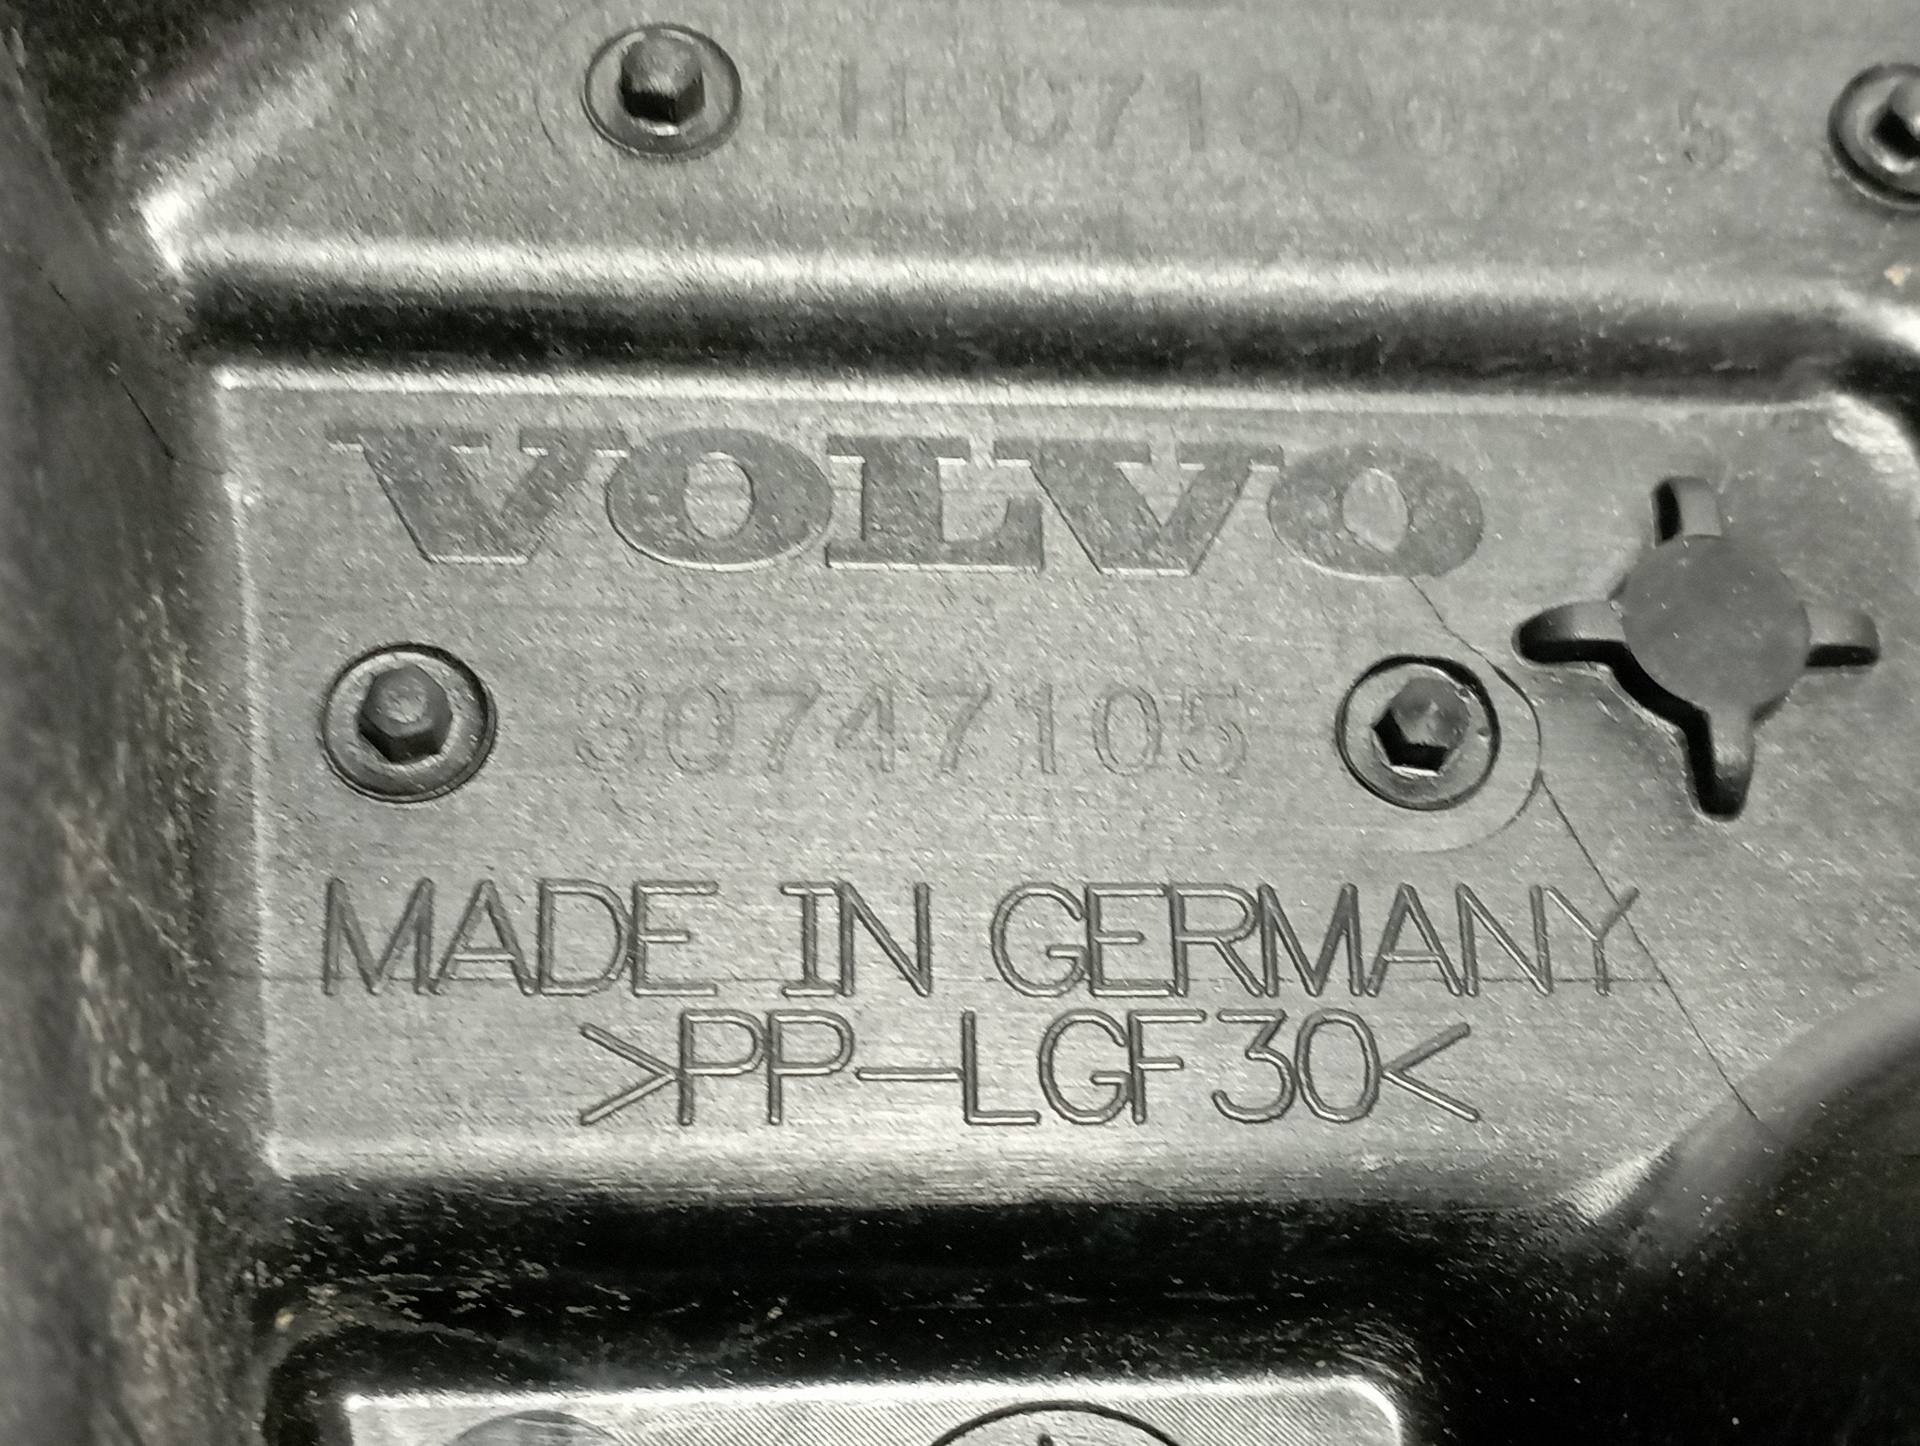 VOLVO
30747105
MADE IN GERMANY
>PP-LGF30<